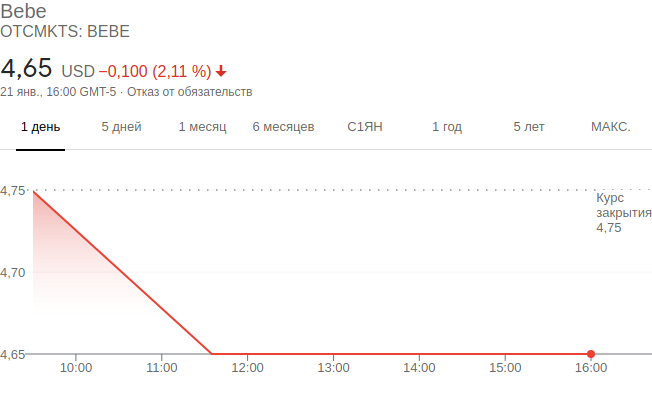 Bebe
OTCMKTS: BEBE
4,65 USD −0,100 (2,11 %)
21 янв., 16:00 GMT-5 · Отказ от обязательств
1 день 5 дней 1 месяц 6 месяцев С1ЯН 1 год 5 лет МАКС.
4,75
Курс
закрытия
4,75
4,70
4,65
10:00 11:00 12:00 13:00 14:00 15:00 16:00